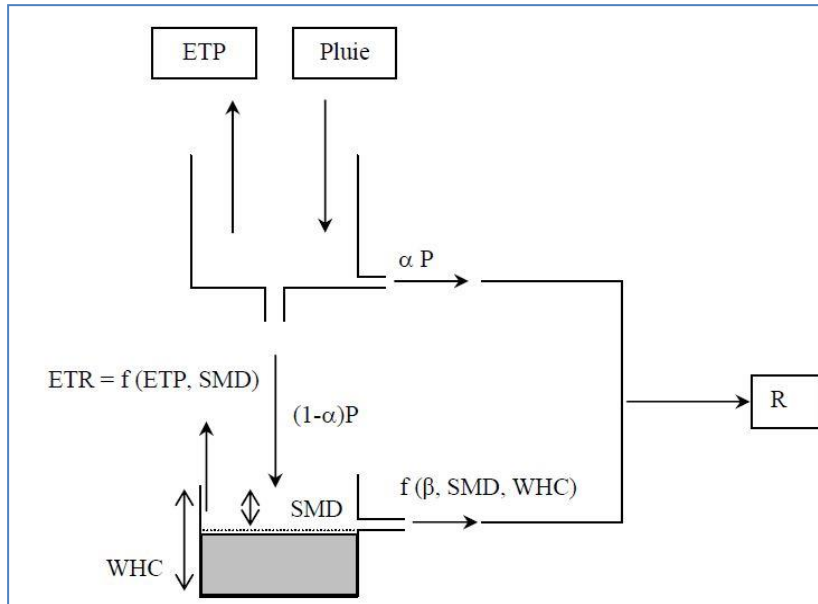 ETP
Pluie
α P
ETR = f (ETP, SMD)
(1-α)P
R
f (β, SMD, WHC)
SMD
WHC